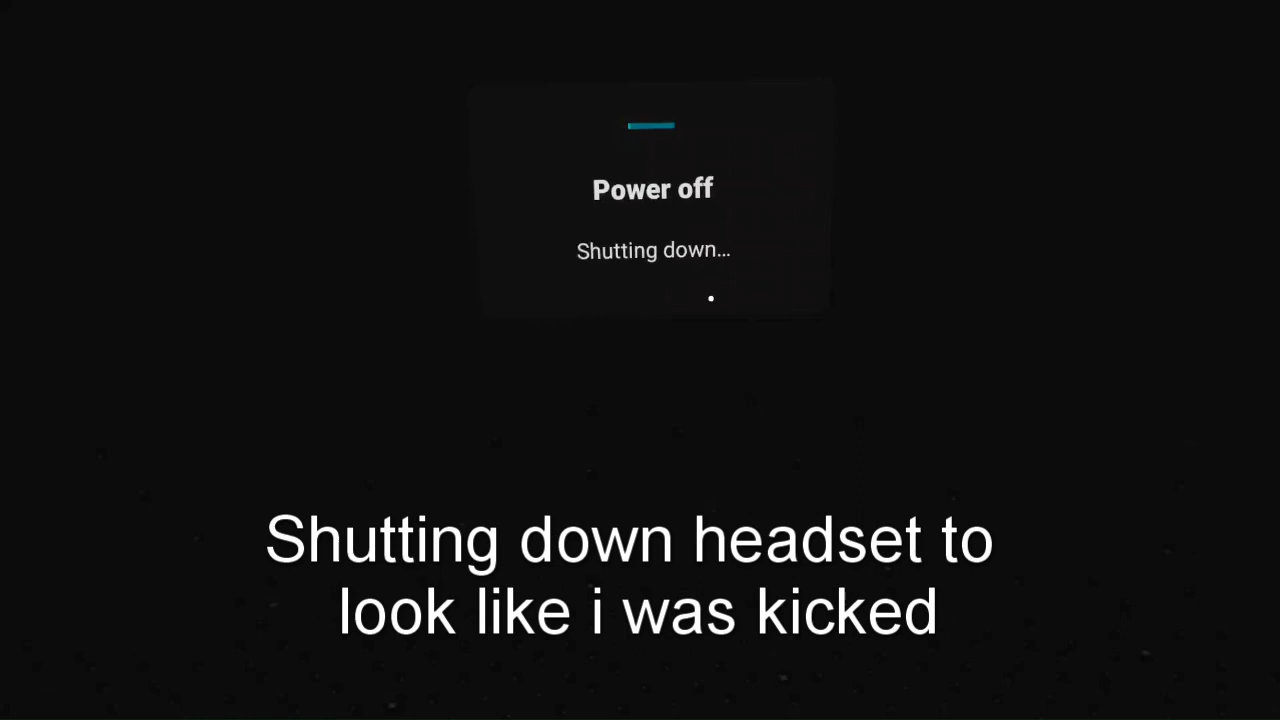 Power off
Shutting down…
Shutting down headset to
look like i was kicked